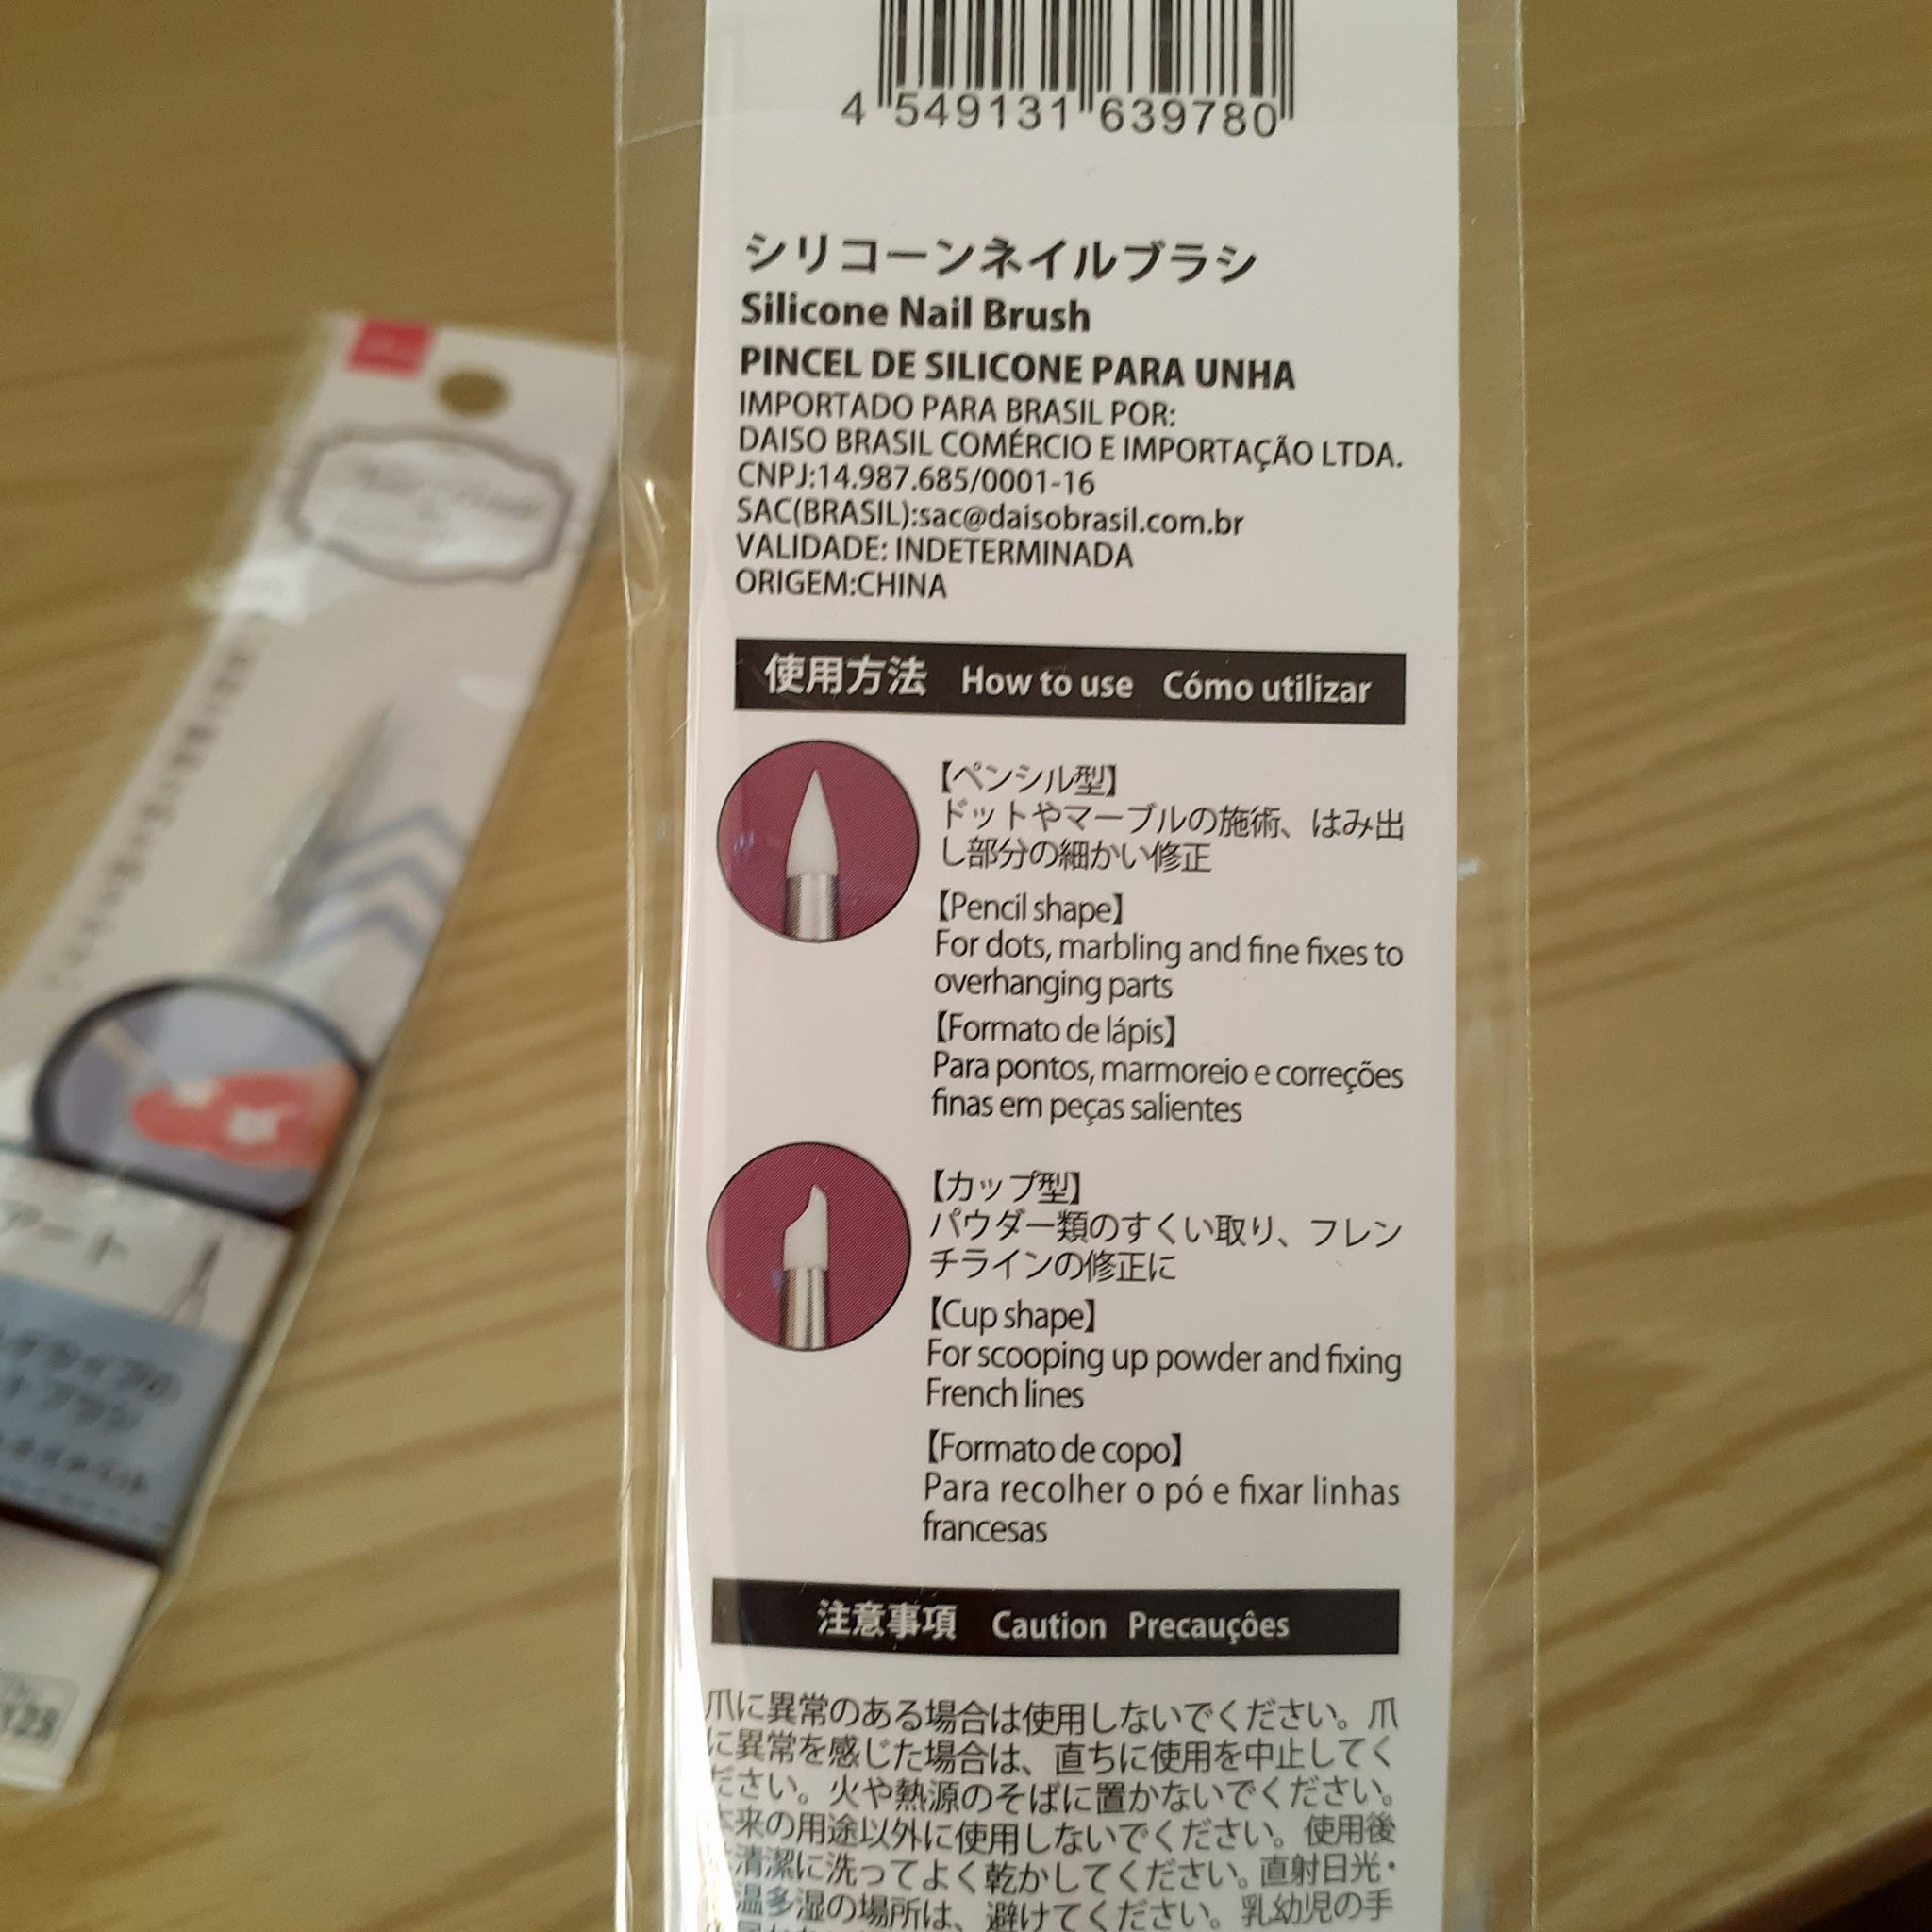 4 549131 639780
シリコーンネイルブラシ
Silicone Nail Brush
PINCEL DE SILICONE PARA UNHA
IMPORTADO PARA BRASIL POR:
DAISO BRASIL COMÉRCIO E IMPORTAÇÃO LTDA.
CNPJ:14.987.685/0001-16
SAC(BRASIL):sac@daisobrasil.com.br
VALIDADE: INDETERMINADA
ORIGEM:CHINA
使用方法 How to use Cómo utilizar
【ペンシル型】
ドットやマーブルの施術、はみ出
し部分の細かい修正
【Pencil shape】
For dots, marbling and fine fixes to
overhanging parts
【Formato de lápis】
Para pontos, marmoreio e correções
finas em peças salientes
【カップ型】
パウダー類のすくい取り、フレン
チラインの修正に
【Cup shape】
For scooping up powder and fixing
French lines
【Formato de copo】
Para recolher o pó e fixar linhas
francesas
注意事項 Caution Precauçôes
爪に異常のある場合は使用しないでください。爪
に異常を感じた場合は、直ちに使用を中止してく
ださい。火や熱源のそばに置かないでください。
本来の用途以外に使用しないでください。使用後
清潔に洗ってよく乾かしてください。直射日光・
温多湿の場所は、避けてください。乳幼児の手
アート